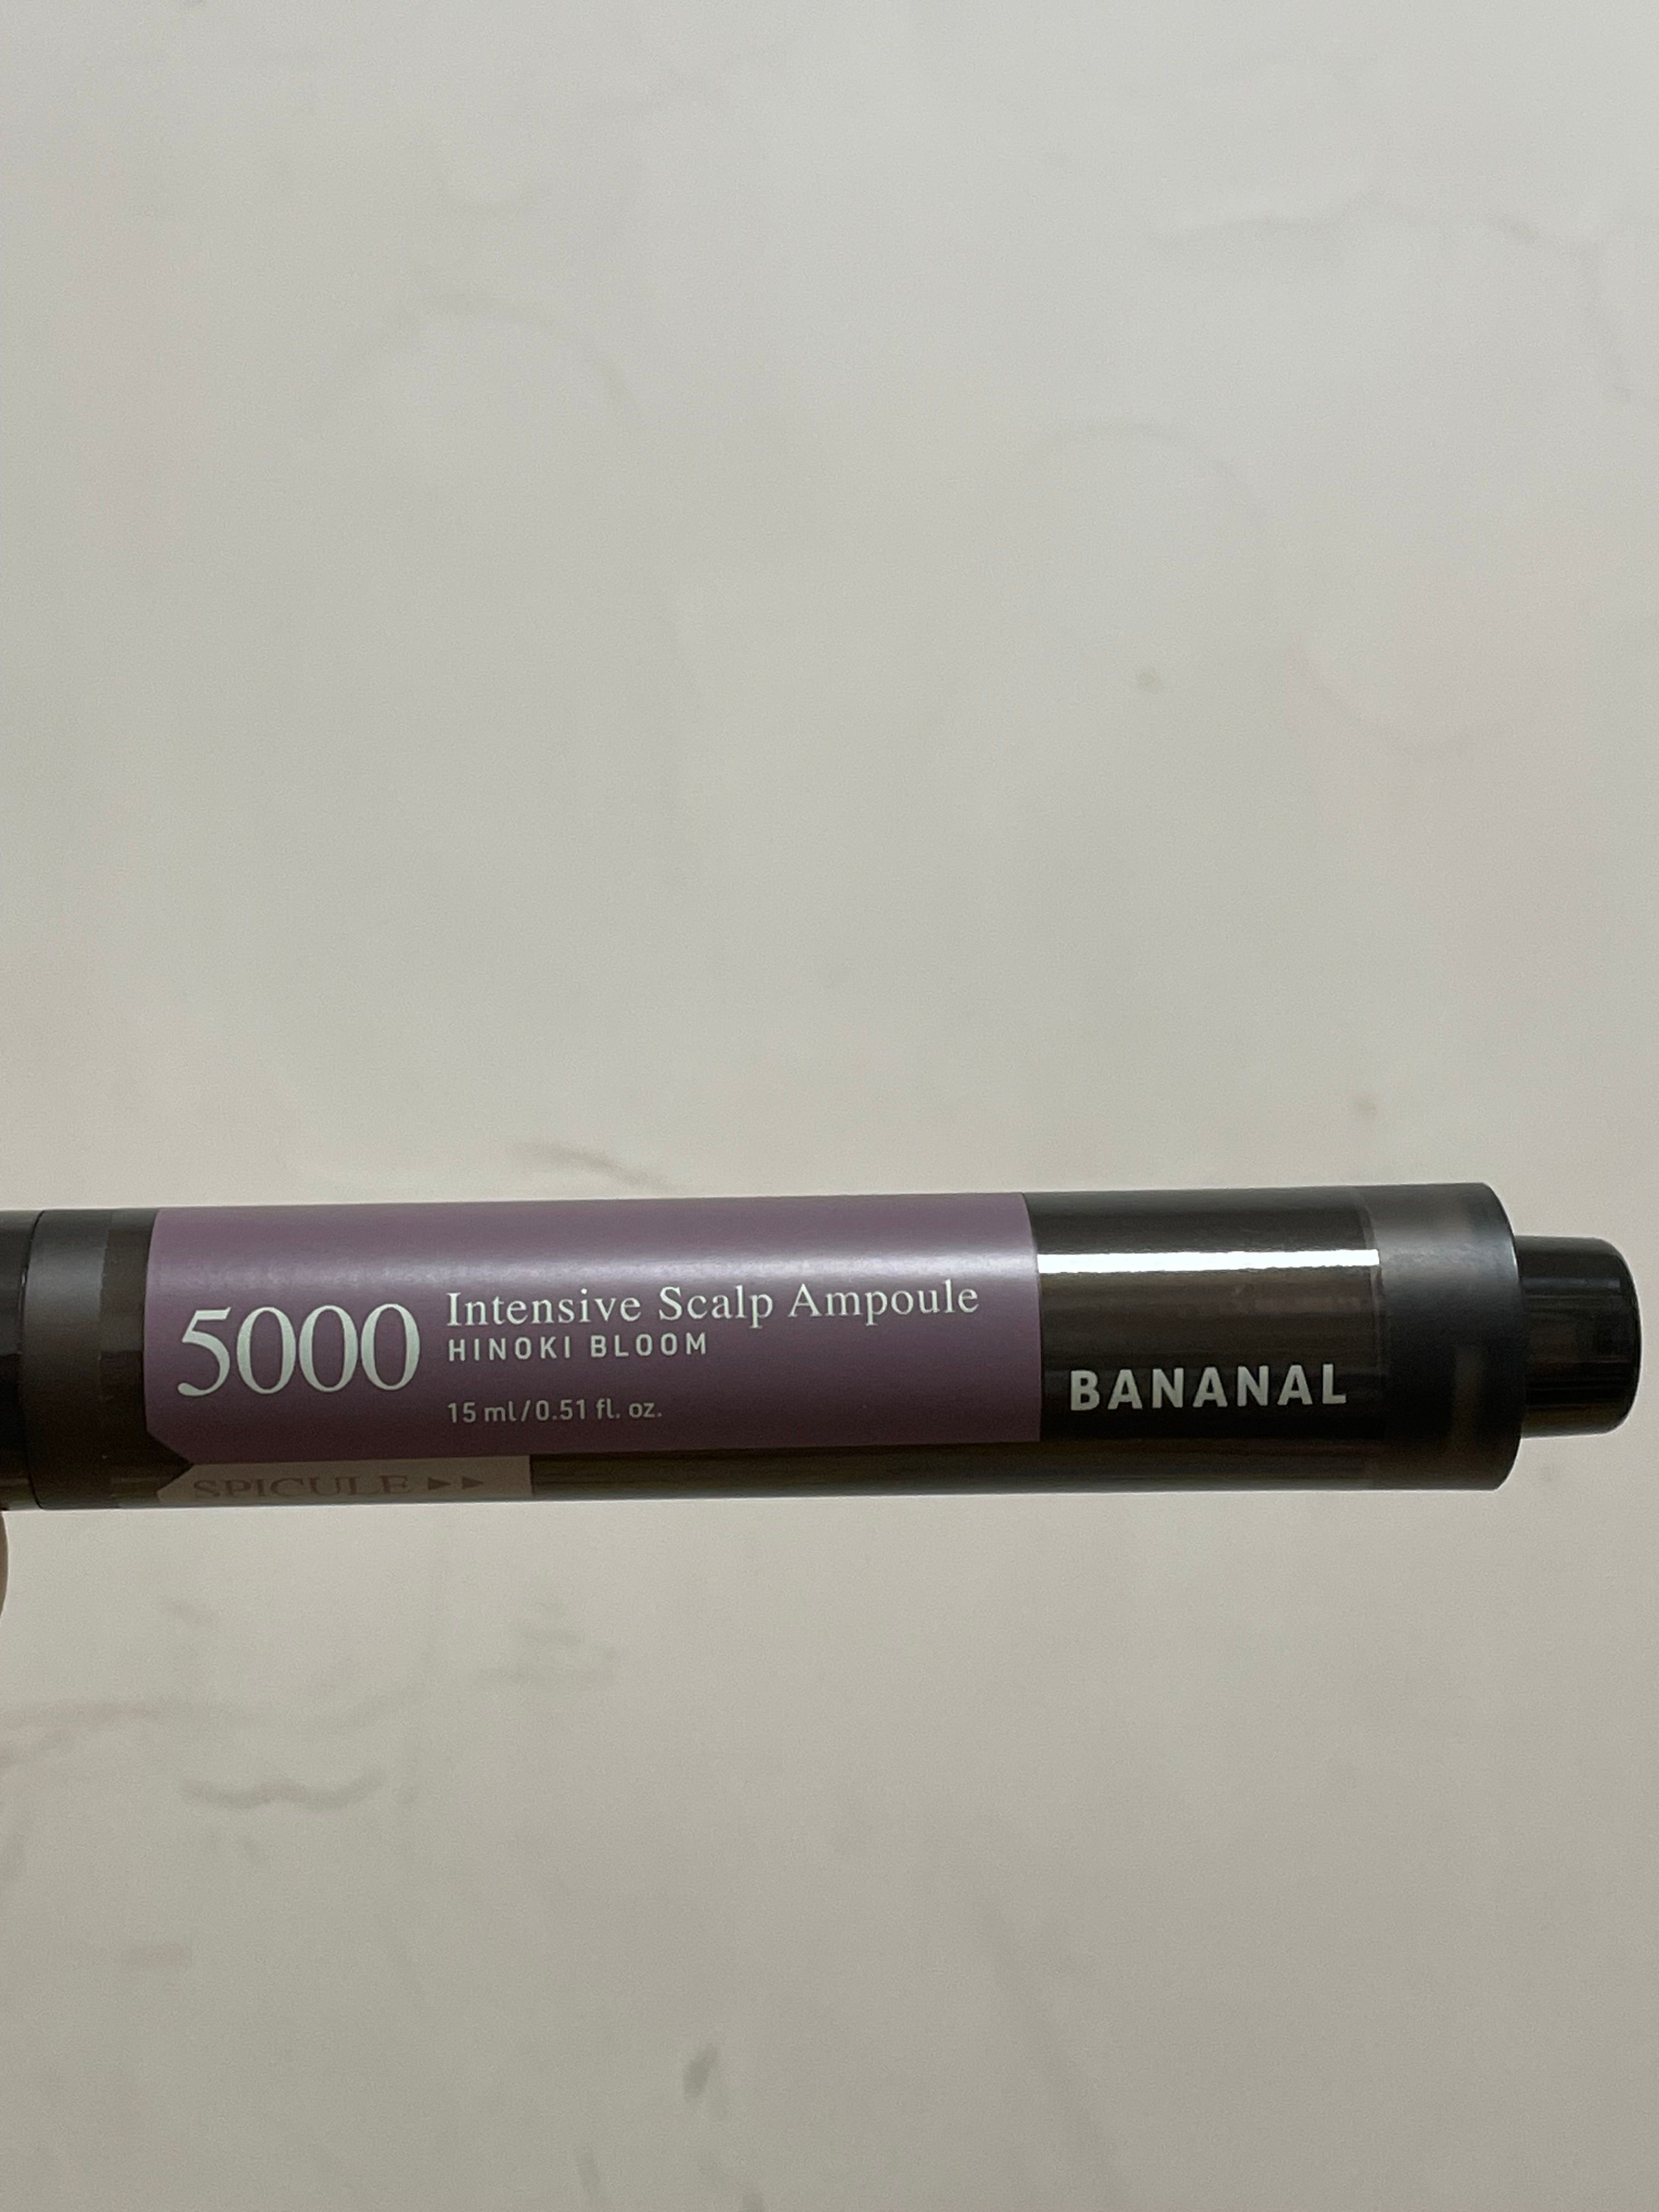 5000
Intensive Scalp Ampoule
HINOKI BLOOM
15 ml/0.51 fl. oz.
BANANAL
SPICULE ►►